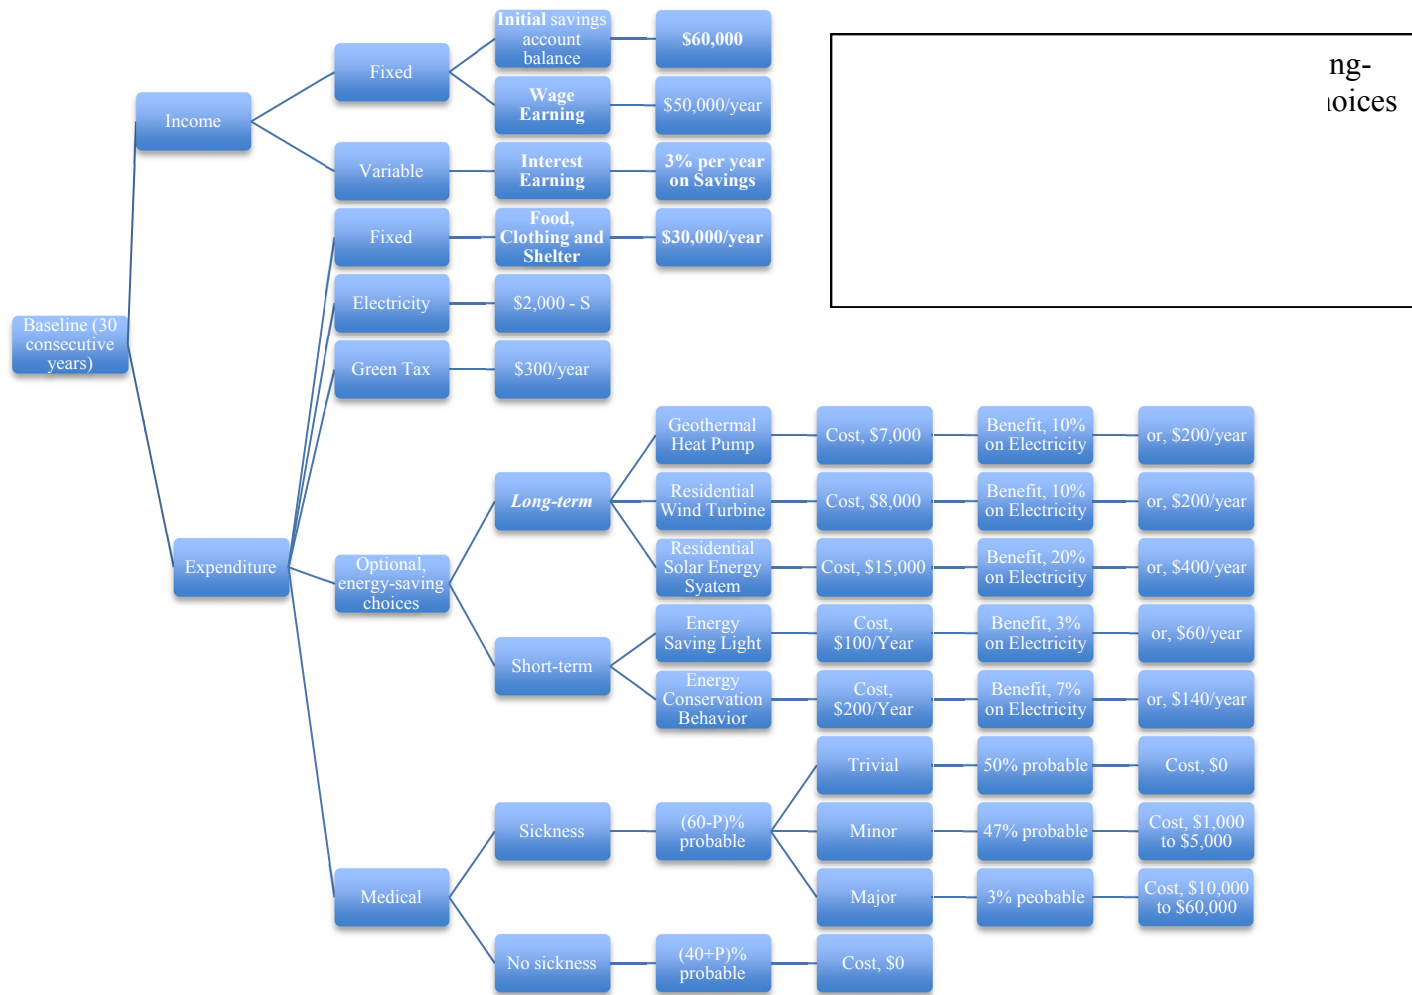 Initial savings
account
balance
$60,000
Fixed
Wage
Earning
$50,000/year
Income
Variable
Interest
Earning
3% per year
on Savings
Fixed
Food,
Clothing and
Shelter
$30,000/year
Electricity
$2,000 - S
Baseline (30
consecutive
years)
Green Tax
$300/year
Geothermal
Heat Pump
Cost, $7,000
Benefit, 10%
on Electricity
or, $200/year
Long-term
Residential
Wind Turbine
Cost, $8,000
Benefit, 10%
on Electricity
or, $200/year
Expenditure
Optional,
energy-saving
choices
Residential
Solar Energy
Syatem
Cost, $15,000
Benefit, 20%
on Electricity
or, $400/year
Short-term
Energy
Saving Light
Cost,
$100/Year
Benefit, 3%
on Electricity
or, $60/year
Energy
Conservation
Behavior
Cost,
$200/Year
Benefit, 7%
on Electricity
or, $140/year
Trivial
50% probable
Cost, $0
Sickness
(60-P)%
probable
Minor
47% probable
Cost, $1,000
to $5,000
Medical
Major
3% peobable
Cost, $10,000
to $60,000
No sickness
(40+P)%
probable
Cost, $0
ng-
oices